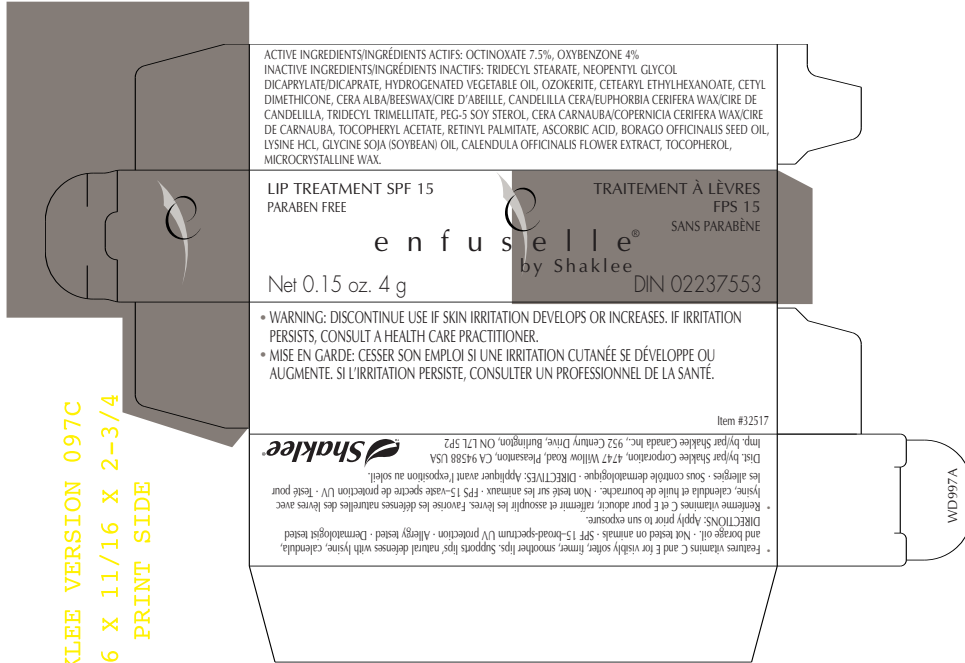 ACTIVE INGREDIENTS/INGRÉDIENTS ACTIFS: OCTINOXATE 7.5%, OXYBENZONE 4%
INACTIVE INGREDIENTS/INGRÉDIENTS INACTIFS: TRIDECYL STEARATE, NEOPENTYL GLYCOL
DICAPRYLATE/DICAPRATE, HYDROGENATED VEGETABLE OIL, OZOKERITE, CETEARYL ETHYLHEXANOATE, CETYL
DIMETHICONE, CERA ALBA/BEESWAX/CIRE D'ABEILLE, CANDELILLA CERA/EUPHORBIA CERIFERA WAX/CIRE DE
CANDELILLA, TRIDECYL TRIMELLITATE, PEG-5 SOY STEROL, CERA CARNAUBA/COPERNICIA CERIFERA WAX/CIRE
DE CARNAUBA, TOCOPHERYL ACETATE, RETINYL PALMITATE, ASCORBIC ACID, BORAGO OFFICINALIS SEED OIL,
LYSINE HCL, GLYCINE SOJA (SOYBEAN) OIL, CALENDULA OFFICINALIS FLOWER EXTRACT, TOCOPHEROL,
MICROCRYSTALLINE WAX.
LIP TREATMENT SPF 15
PARABEN FREE
TRAITEMENT À LÈVRES
FPS 15
SANS PARABÈNE
enfuselle®
by Shaklee
Net 0.15 oz. 4 g
DIN 02237553
• WARNING: DISCONTINUE USE IF SKIN IRRITATION DEVELOPS OR INCREASES. IF IRRITATION
PERSISTS, CONSULT A HEALTH CARE PRACTITIONER.
• MISE EN GARDE: CESSER SON EMPLOI SI UNE IRRITATION CUTANÉE SE DÉVELOPPE OU
AUGMENTE. SI L'IRRITATION PERSISTE, CONSULTER UN PROFESSIONNEL DE LA SANTÉ.
Item #32517
• Features vitamins C and E for visibly softer, firmer, smoother lips. Supports lips' natural defenses with lysine, calendula,
and borage oil. · Not tested on animals · SPF 15-broad-spectrum UV protection · Allergy tested · Dermatologist tested
DIRECTIONS: Apply prior to sun exposure.
• Renferme vitamines C et E pour adoucir, raffermir et assouplir les lèvres. Favorise les défenses naturelles des lèvres avec
lysine, calendula et huile de bourrache. · Non testé sur les animaux · FPS 15–vaste spectre de protection UV · Testé pour
les allergies · Sous contrôle dermatologique · DIRECTIVES: Appliquer avant l'exposition au soleil.
Dist. by/par Shaklee Corporation, 4747 Willow Road, Pleasanton, CA 94588 USA
Imp. by/par Shaklee Canada Inc., 952 Century Drive, Burlington, ON L7L 5P2
Shaklee®
KLEE VERSION 097C
6 X 11/16 X 2-3/4
PRINT SIDE
WD997A